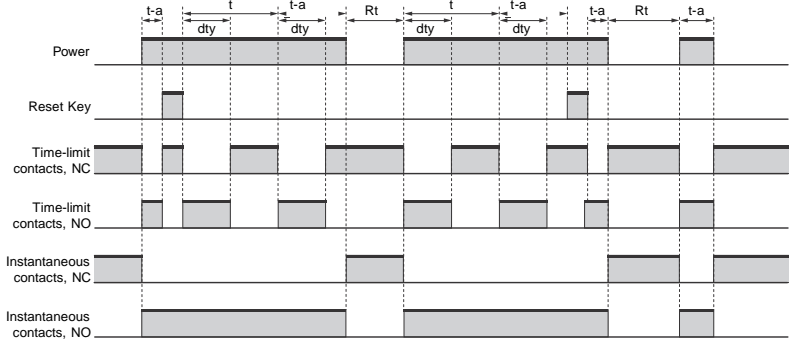 t-a t t-a Rt t t-a t-a Rt t-a
dty dty dty dty
Power
Reset Key
Time-limit
contacts, NC
Time-limit
contacts, NO
Instantaneous
contacts, NC
Instantaneous
contacts, NO